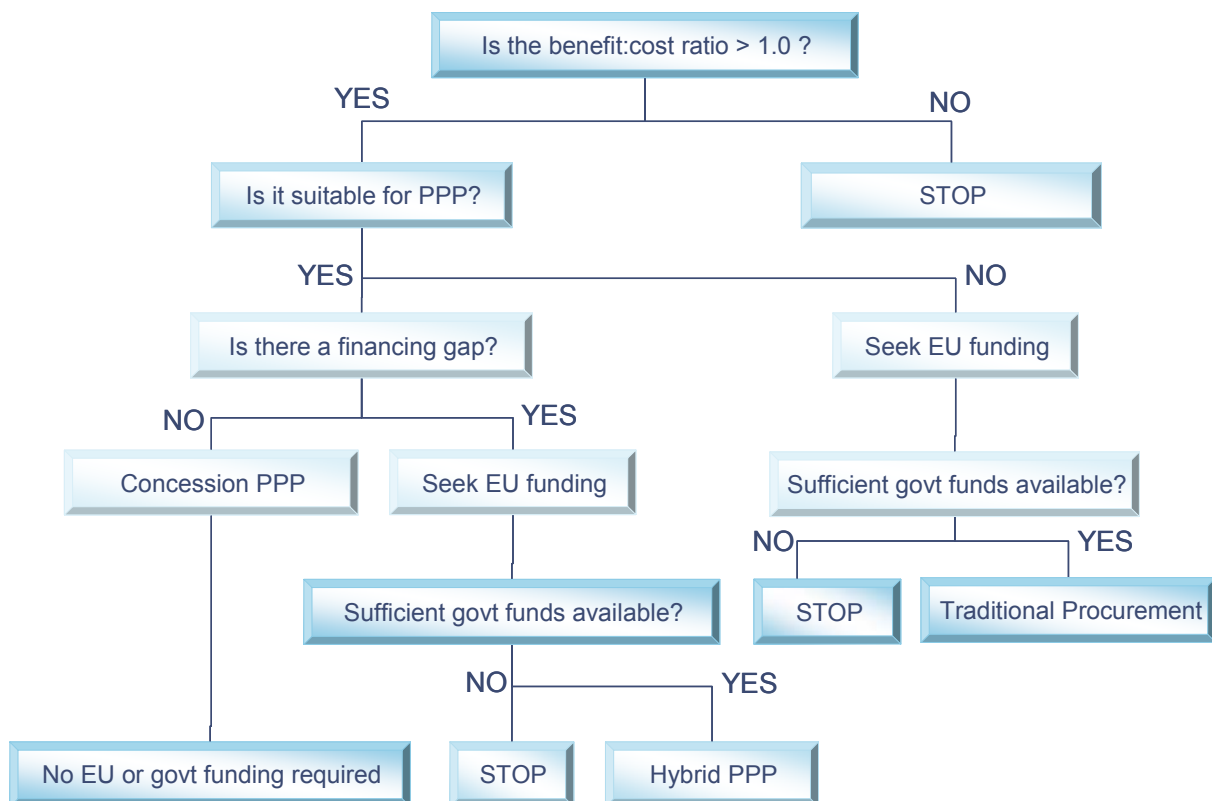 Is the benefit:cost ratio > 1.0 ?
YES
NO
Is it suitable for PPP?
STOP
YES
NO
Is there a financing gap?
Seek EU funding
NO
YES
Concession PPP
Seek EU funding
Sufficient govt funds available?
NO
YES
Sufficient govt funds available?
STOP
Traditional Procurement
NO
YES
No EU or govt funding required
STOP
Hybrid PPP